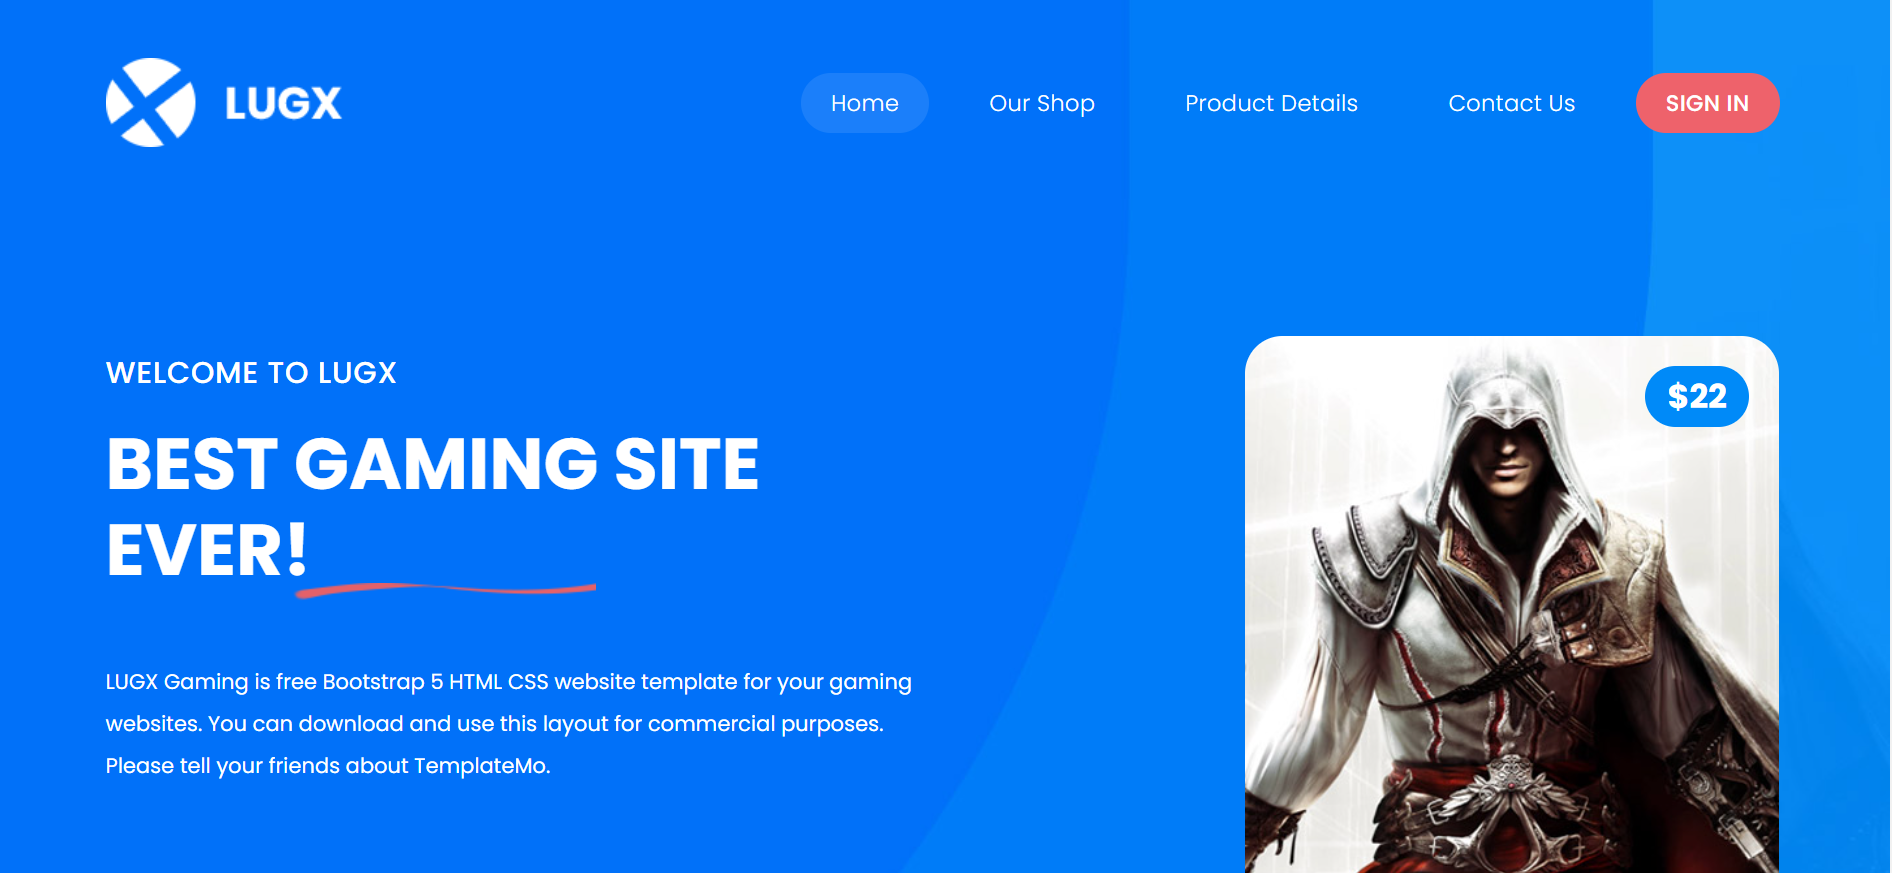 LUGX
Home
Our Shop
Product Details
Contact Us
SIGN IN
WELCOME TO LUGX
BEST GAMING SITE
EVER!
LUGX Gaming is free Bootstrap 5 HTML CSS website template for your gaming
websites. You can download and use this layout for commercial purposes.
Please tell your friends about TemplateMo.
$22